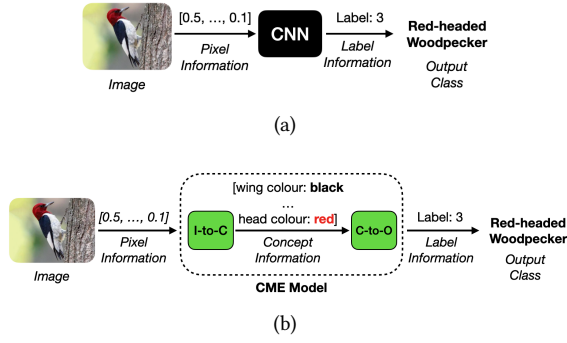 [0.5, ..., 0.1]
Pixel
Information
CNN
Label: 3
Label
Information
Red-headed
Woodpecker
Output
Class
Image
(a)
[wing colour: black
...
head colour: red]
[0.5, ..., 0.1]
Pixel
Information
I-to-C
Concept
Information
C-to-O
Label: 3
Label
Information
Red-headed
Woodpecker
Output
Class
Image
CME Model
(b)